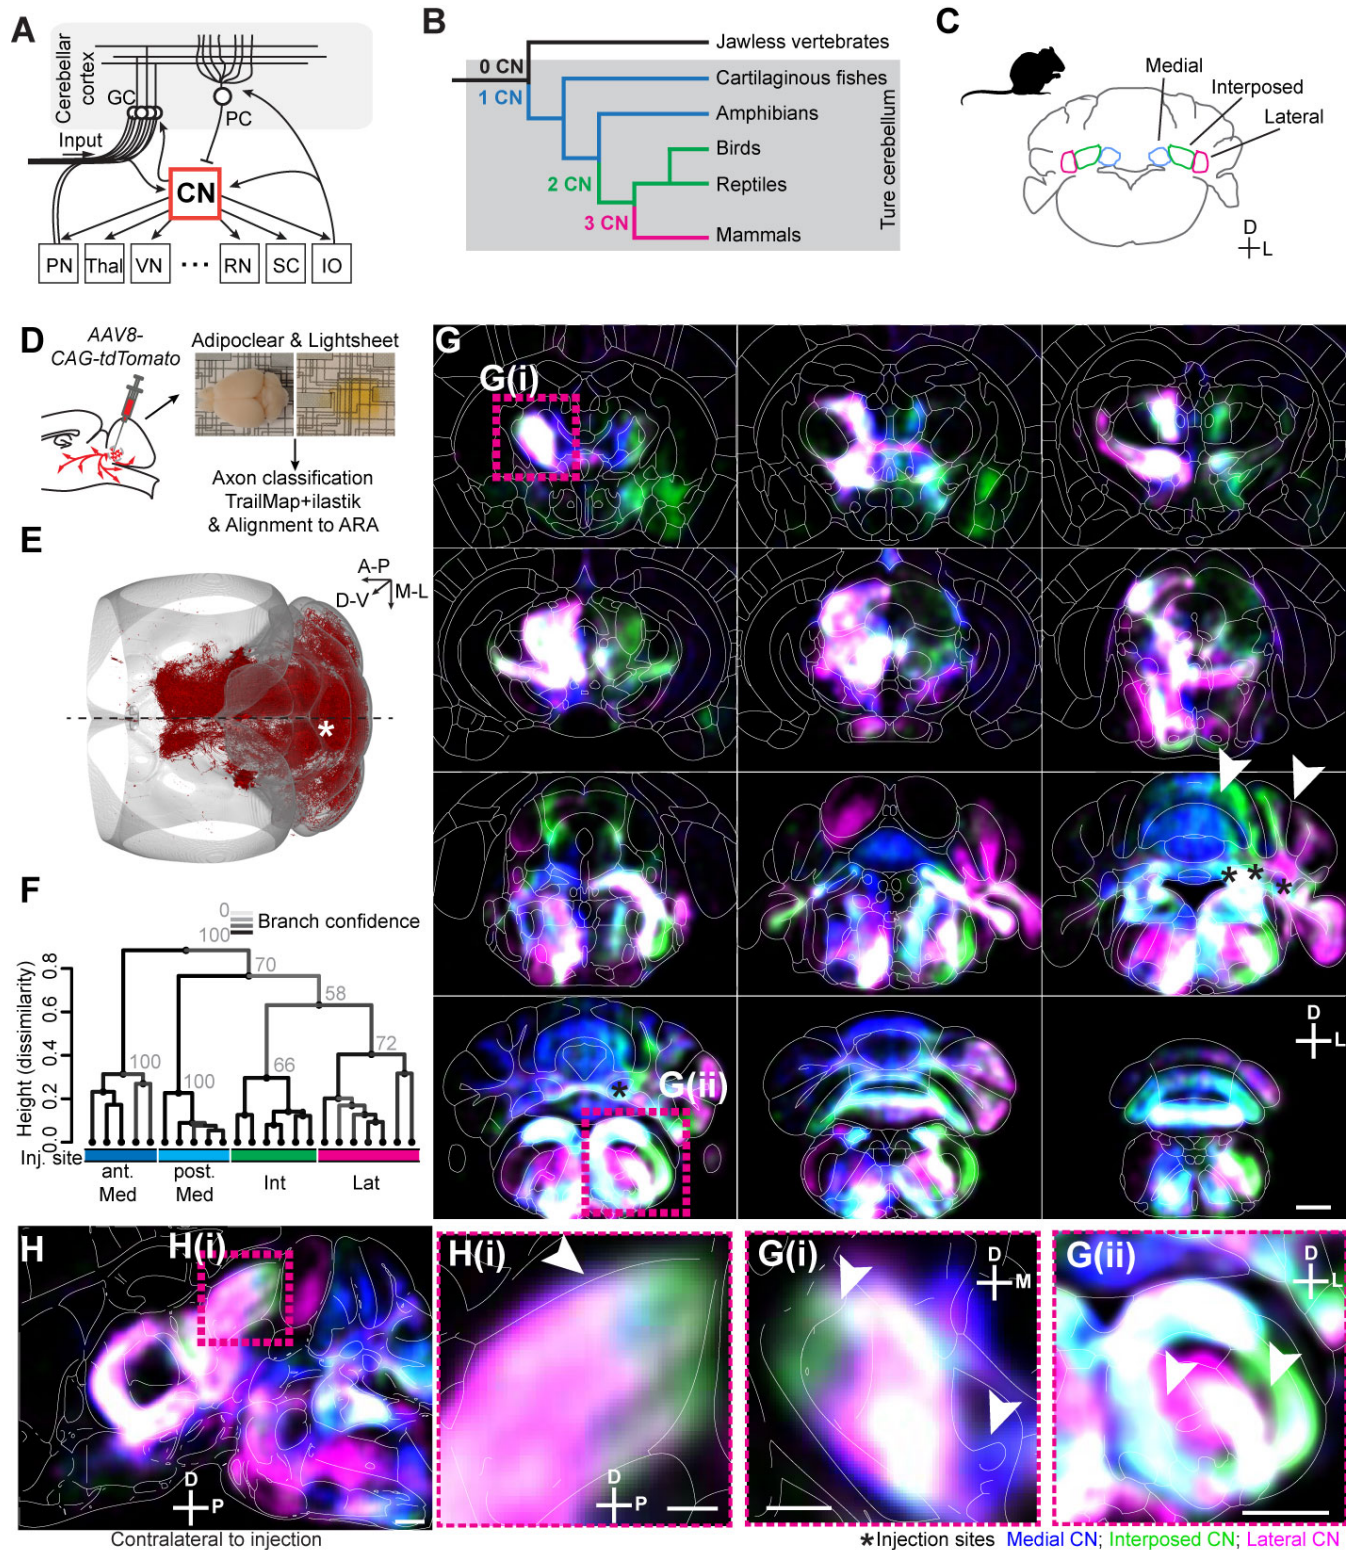 A
Cerebellar
cortex
GC
PC
Input
CN
PN
Thal
VN
RN
SC
IO
B
0 CN
1 CN
2 CN
3 CN
Jawless vertebrates
Cartilaginous fishes
Amphibians
Birds
Reptiles
Mammals
Ture cerebellum
C
Medial
Interposed
Lateral
D
L
D
AAV8-
CAG-tdTomato
Adipoclear & Lightsheet
Axon classification
TrailMap+ilastik
& Alignment to ARA
E
A-P
D-V
M-L
*
F
0
100
Branch confidence
Height (dissimilarity)
0.8
0.6
0.4
0.2
0.0
70
58
72
100
100
66
Inj. site
ant.
Med
post.
Med
Int
Lat
G
G(i)
* * *
*
G(ii)
D
L
H
H(i)
D
P
Contralateral to injection
H(i)
D
P
G(i)
D
M
G(ii)
D
L
*Injection sites Medial CN; Interposed CN; Lateral CN